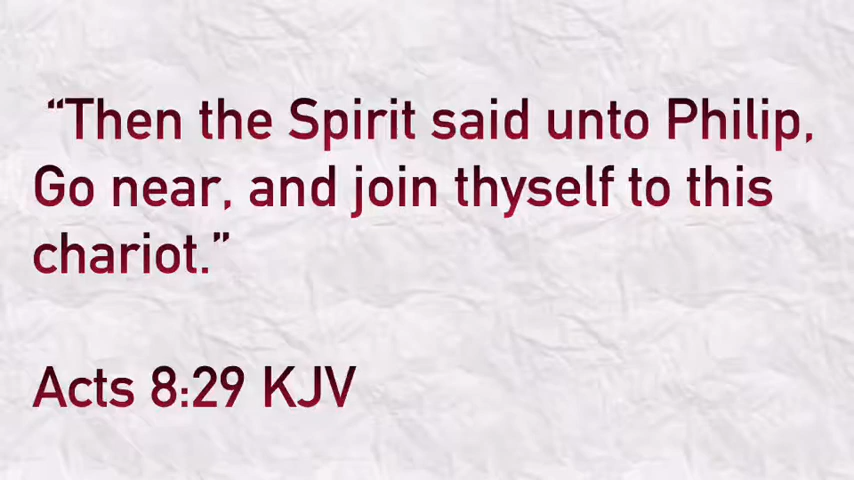 “Then the Spirit said unto Philip,
Go near, and join thyself to this
chariot.”
Acts 8:29 KJV